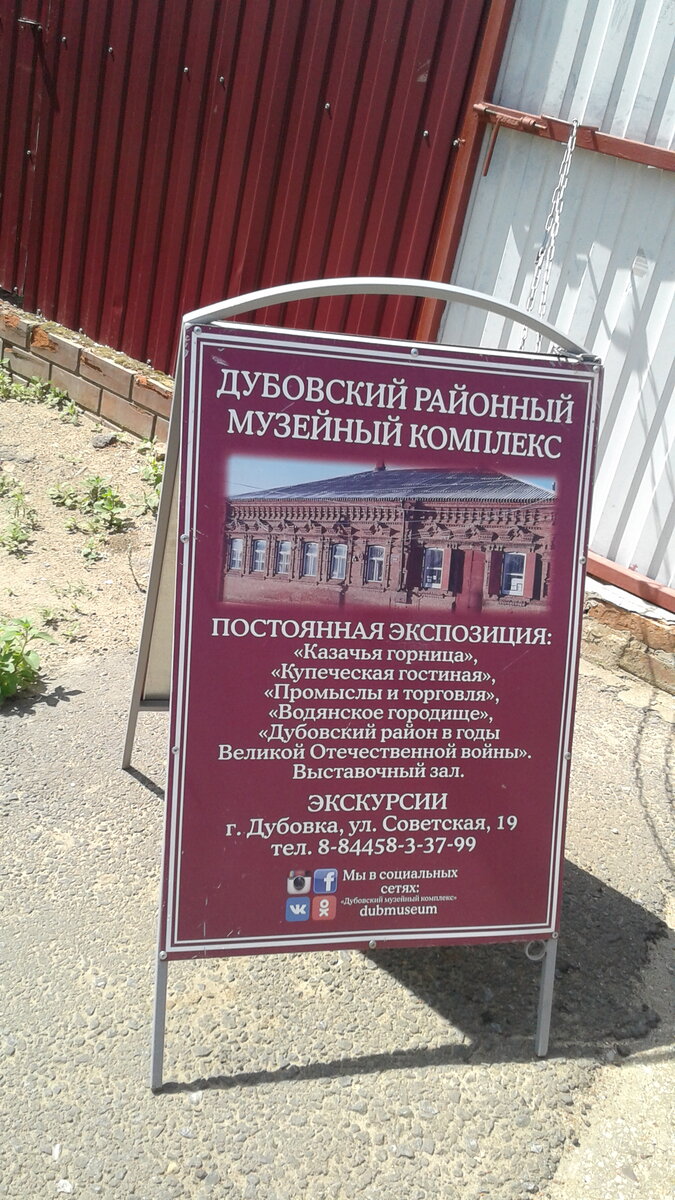 ДУБОВСКИЙ РАЙОННЫЙ
МУЗЕЙНЫЙ КОМПЛЕКС
ПОСТОЯННАЯ ЭКСПОЗИЦИЯ:
«Казачья горница»,
«Купеческая гостиная»,
«Промыслы и торговля»,
«Водянское городище»,
«Дубовский район в годы
Великой Отечественной войны».
Выставочный зал.
ЭКСКУРСИИ
г. Дубовка, ул. Советская, 19
тел. 8-84458-3-37-99
Мы в социальных
сетях:
«Дубовский музейный комплекс»
dubmuseum